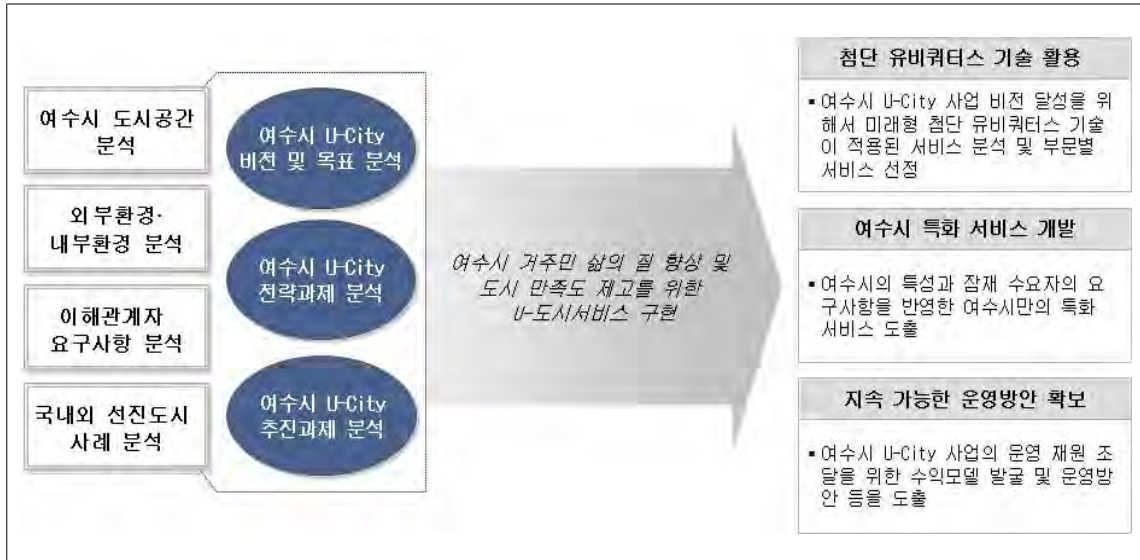 여수시 도시공간
분석
외부환경·
내부환경 분석
이해관계자
요구사항 분석
국내외 선진도시
사례 분석
여수시 U-City
비전 및 목표 분석
여수시 U-City
전략과제 분석
여수시 U-City
추진과제 분석
여수시 거주민 삶의 질 향상 및
도시 만족도 제고를 위한
U-도시서비스 구현
첨단 유비쿼터스 기술 활용
▪ 여수시 U-City 사업 비전 달성을 위
해서 미래형 첨단 유비쿼터스 기술
이 적용된 서비스 분석 및 부문별
서비스 선정
여수시 특화 서비스 개발
▪ 여수시의 특성과 잠재 수요자의 요
구사항을 반영한 여수시만의 특화
서비스 도출
지속 가능한 운영방안 확보
▪ 여수시 U-City 사업의 운영 재원 조
달을 위한 수익모델 발굴 및 운영방
안 등을 도출